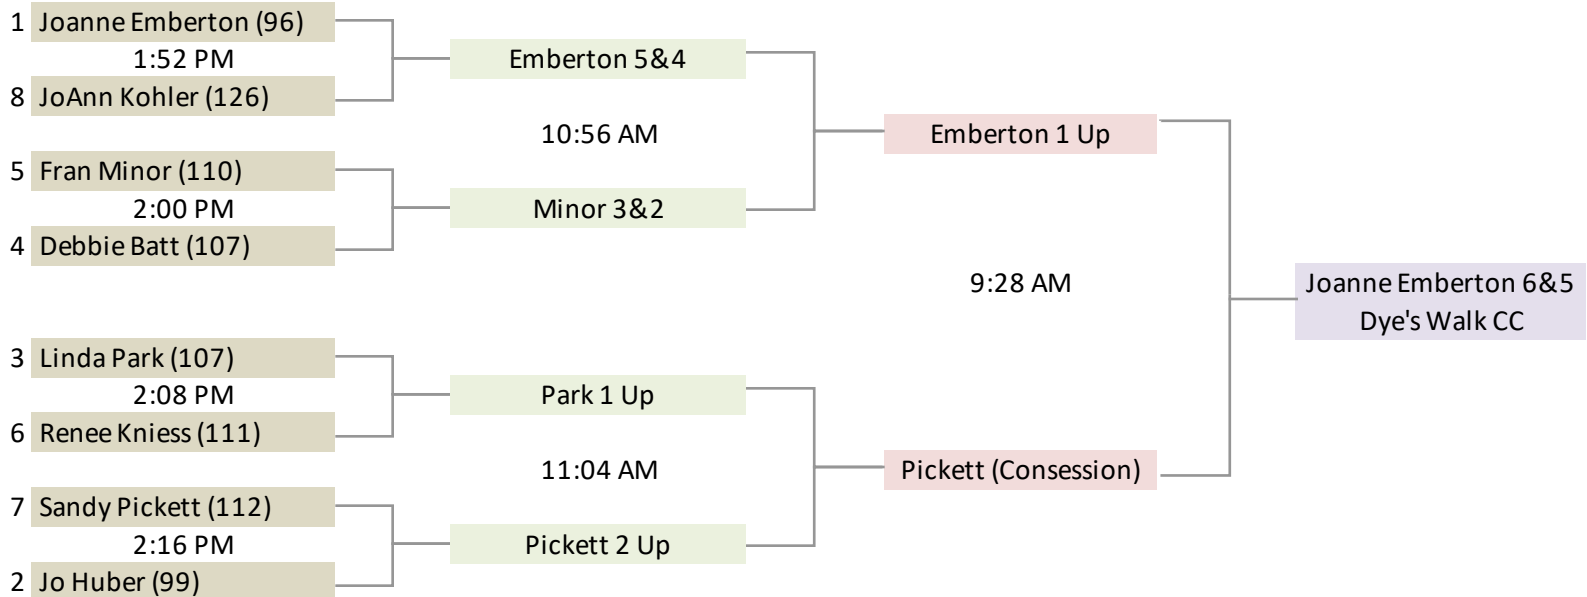 1 Joanne Emberton (96)
1:52 PM
8 JoAnn Kohler (126)
Emberton 5&4
10:56 AM
5 Fran Minor (110)
2:00 PM
4 Debbie Batt (107)
Minor 3&2
Emberton 1 Up
9:28 AM
3 Linda Park (107)
2:08 PM
6 Renee Kniess (111)
Park 1 Up
11:04 AM
7 Sandy Pickett (112)
2:16 PM
2 Jo Huber (99)
Pickett 2 Up
Pickett (Consession)
Joanne Emberton 6&5
Dye's Walk CC